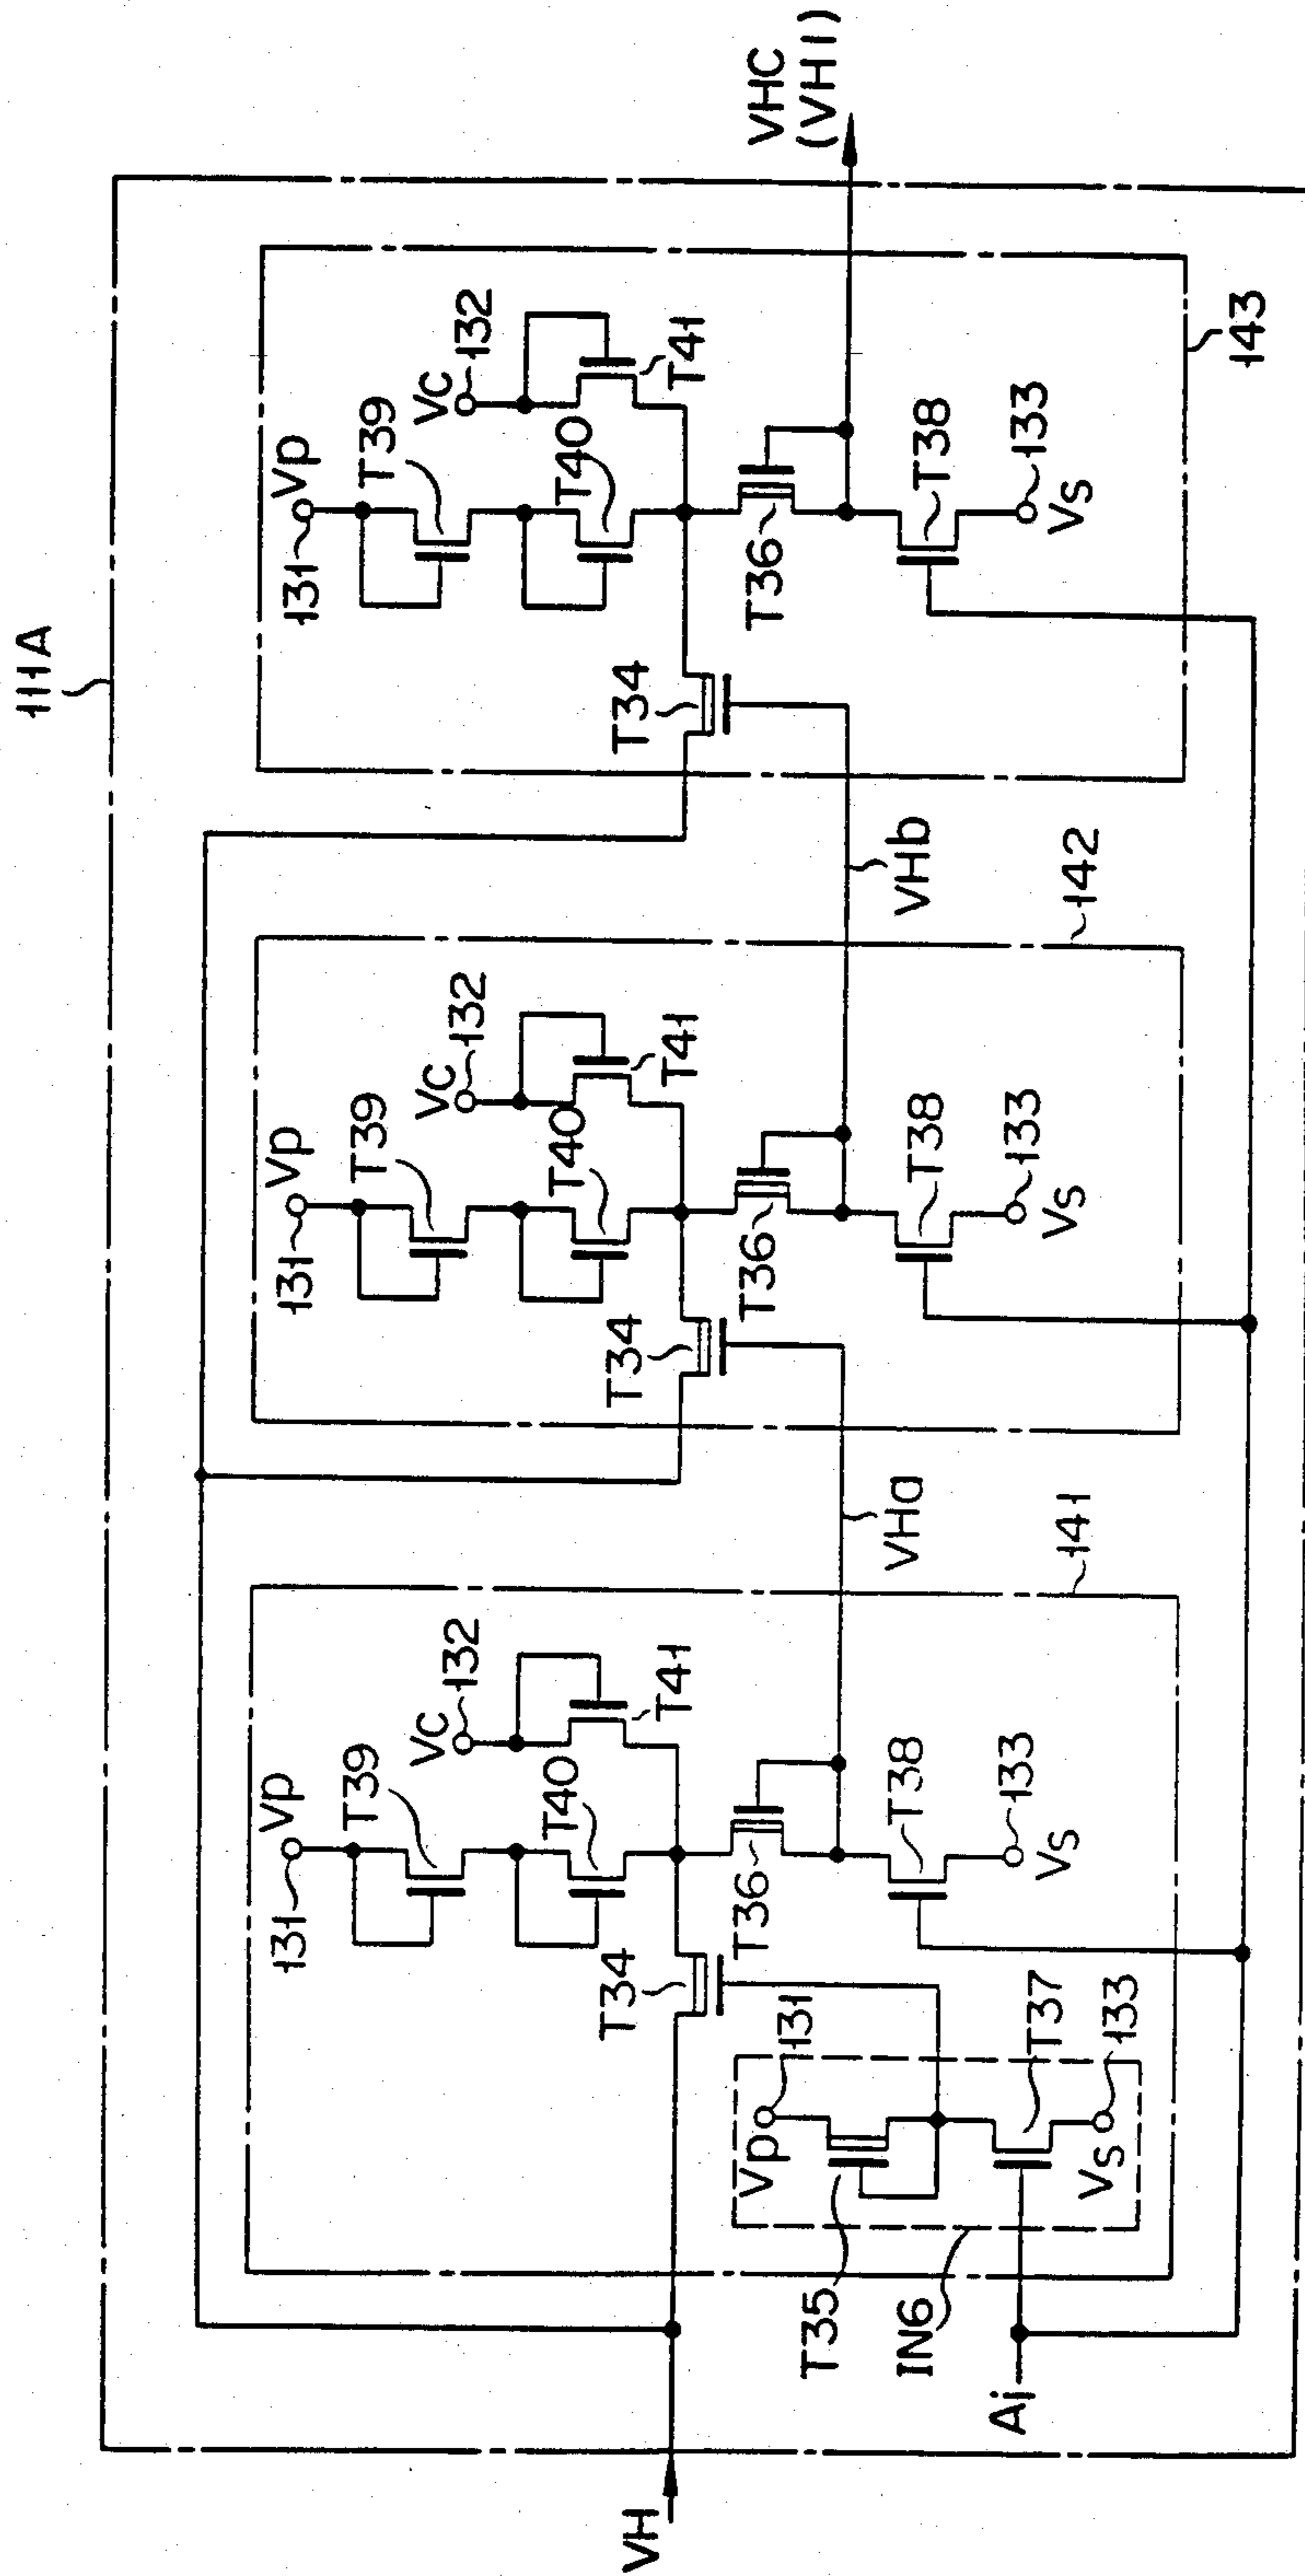 111A
VH
Ai
141
131
Vp
T39
Vc
132
T40
T41
T34
T36
T38
133
Vs
Vp
131
T35
IN6
T37
Vs
133
VHa
142
131
Vp
T39
Vc
132
T40
T41
T34
T36
T38
133
Vs
VHb
143
131
Vp
T39
Vc
132
T40
T41
T34
T36
T38
133
Vs
VHC
(VH1)